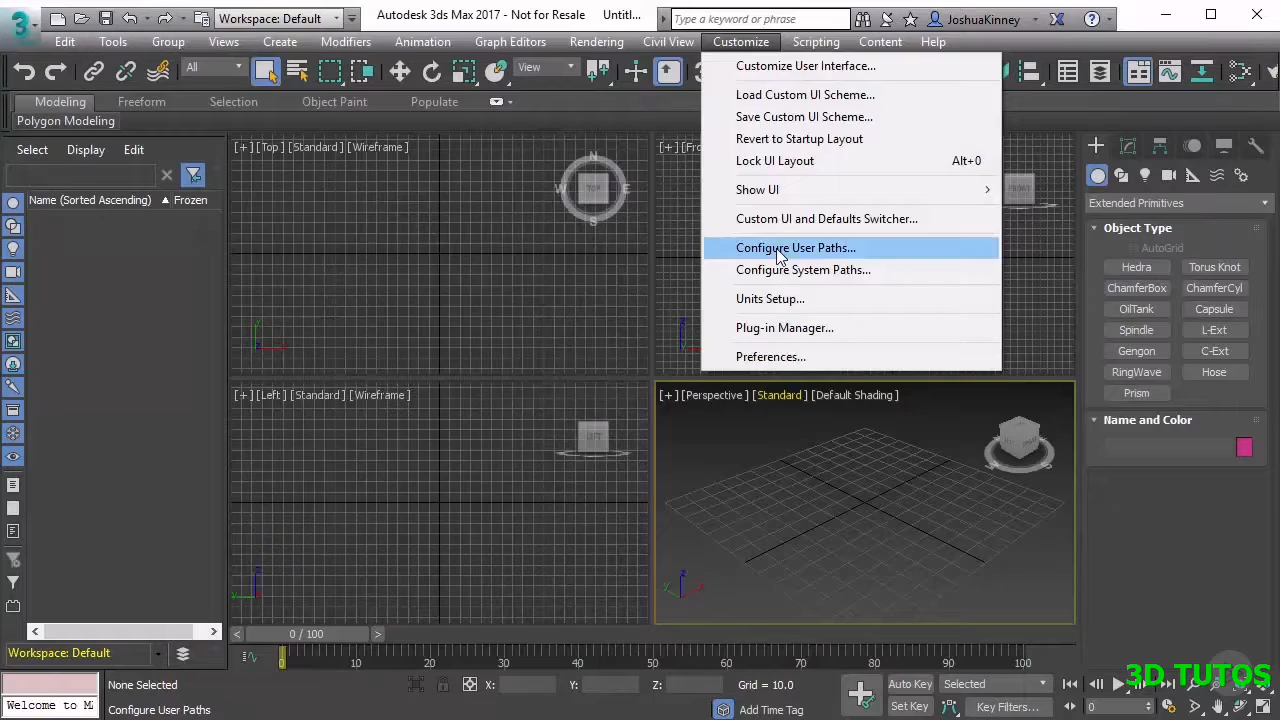 Workspace: Default
Autodesk 3ds Max 2017 - Not for Resale
Untitl...
Type a keyword or phrase
JoshuaKinney
Edit
Tools
Group
Views
Create
Modifiers
Animation
Graph Editors
Rendering
Civil View
Customize
Scripting
Content
Help
All
View
Modeling
Freeform
Selection
Object Paint
Populate
Polygon Modeling
Select
Display
Edit
Name (Sorted Ascending)
Frozen
[+] [Top] [Standard] [Wireframe]
N
W
TOP
E
S
[+] [Fron
FRONT
Customize User Interface...
Load Custom UI Scheme...
Save Custom UI Scheme...
Revert to Startup Layout
Lock UI Layout Alt+0
Show UI
Custom UI and Defaults Switcher...
Configure User Paths...
Configure System Paths...
Units Setup...
Plug-in Manager...
Preferences...
Extended Primitives
Object Type
AutoGrid
Hedra
Torus Knot
ChamferBox
ChamferCyl
OilTank
Capsule
Spindle
L-Ext
Gengon
C-Ext
RingWave
Hose
Prism
Name and Color
[+] [Left] [Standard] [Wireframe]
LEFT
[+] [Perspective] [Standard] [Default Shading]
y
z
z
y
z
y
x
z
0 / 100
Workspace: Default
0
10
20
30
40
50
60
70
80
90
100
None Selected
X:
Y:
Z:
Grid = 10.0
Auto Key
Selected
Welcome to MA
Configure User Paths
Add Time Tag
Set Key
Key Filters...
0
3D TUTOS